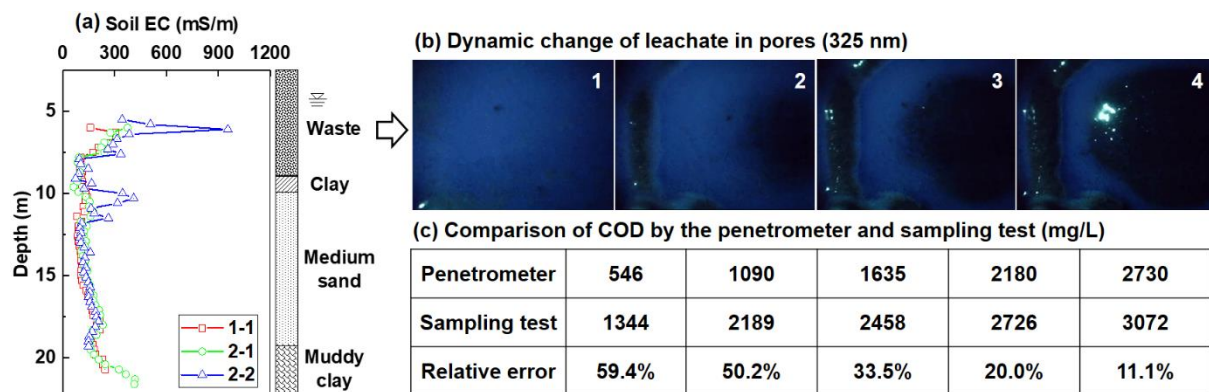 (a) Soil EC (mS/m)
0 300 600 900 1200
5
10
15
20
Depth (m)
1-1
2-1
2-2
Waste
Clay
Medium
sand
Muddy
clay
(b) Dynamic change of leachate in pores (325 nm)
1 2 3 4
(c) Comparison of COD by the penetrometer and sampling test (mg/L)
Penetrometer 546 1090 1635 2180 2730
Sampling test 1344 2189 2458 2726 3072
Relative error 59.4% 50.2% 33.5% 20.0% 11.1%